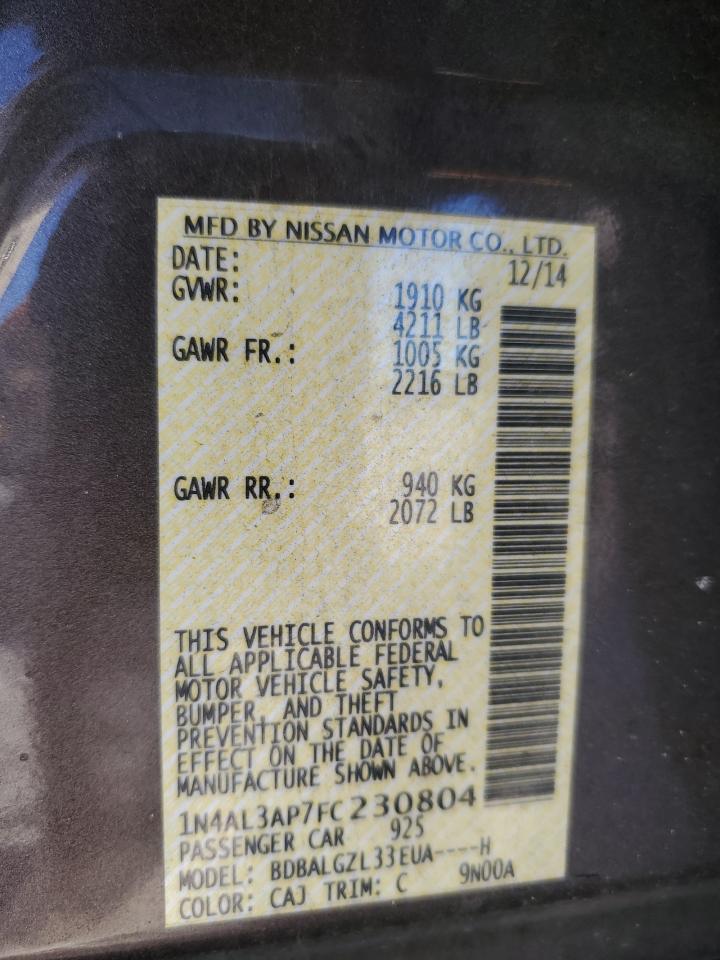 MFD BY NISSAN MOTOR CO., LTD.
DATE: 12/14
GVWR: 1910 KG
4211 LB
GAWR FR.: 1005 KG
2216 LB
GAWR RR.: 940 KG
2072 LB
THIS VEHICLE CONFORMS TO
ALL APPLICABLE FEDERAL
MOTOR VEHICLE SAFETY,
BUMPER, AND THEFT
PREVENTION STANDARDS IN
EFFECT ON THE DATE OF
MANUFACTURE SHOWN ABOVE.
1N4AL3AP7FC230804
PASSENGER CAR 925
MODEL: BDBALGZL33EUA----H
COLOR: CAJ TRIM: C 9N00A